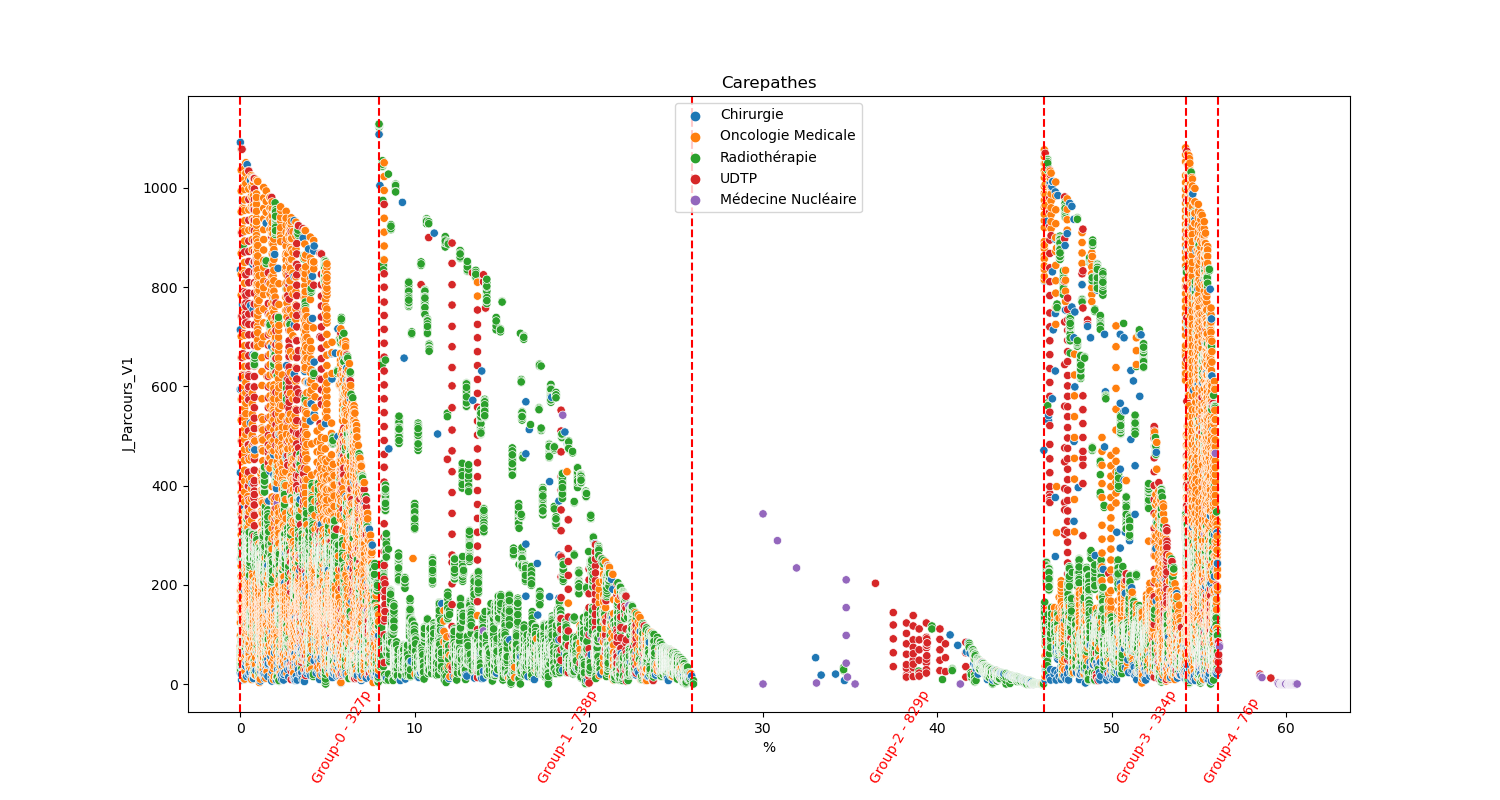 Carepathes
Chirurgie
Oncologie Medicale
Radiothérapie
UDTP
Médecine Nucléaire
J_Parcours_V1
1000
800
600
400
200
0
0 10 20 30 40 50 60
%
Group-0 - 327p
Group-1 - 738p
Group-2 - 829p
Group-3 - 334p
Group-4 - 76p